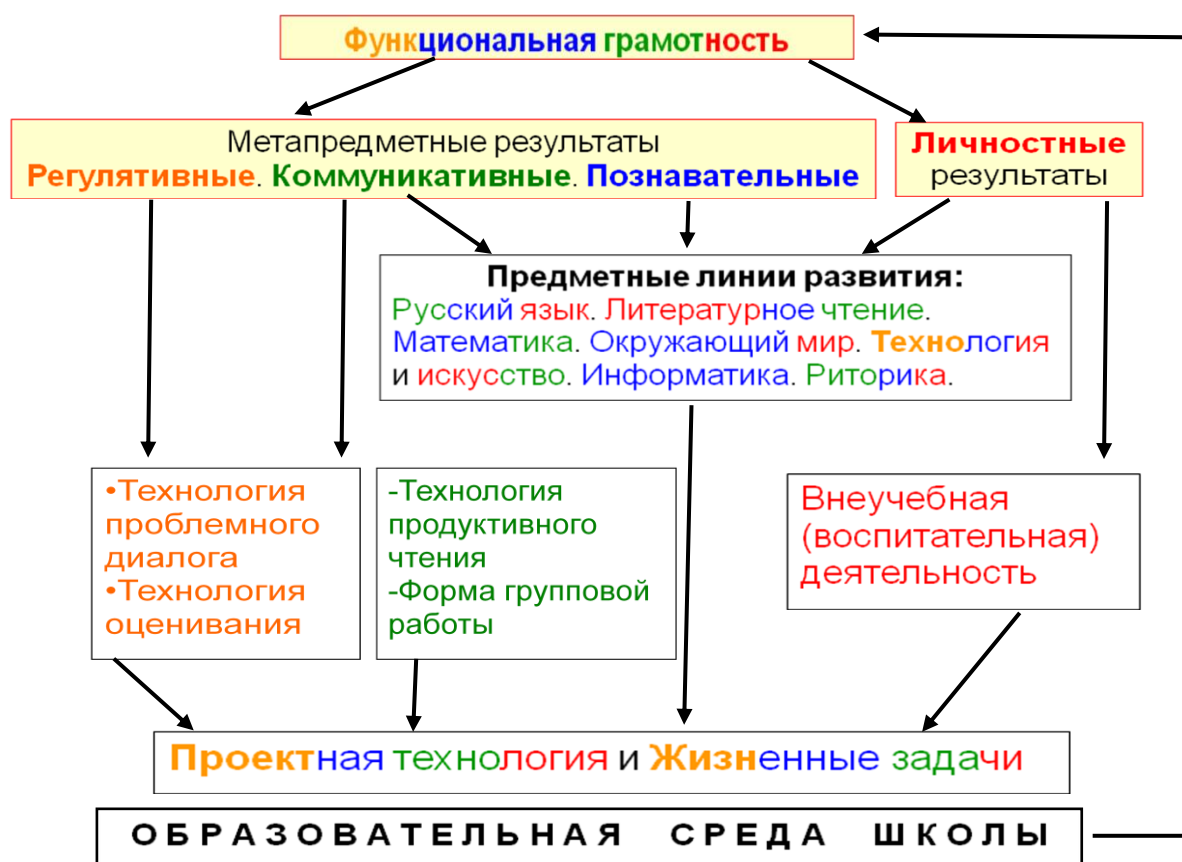 Функциональная грамотность
Метапредметные результаты
Регулятивные. Коммуникативные. Познавательные
Личностные
результаты
Предметные линии развития:
Русский язык. Литературное чтение.
Математика. Окружающий мир. Технология
и искусство. Информатика. Риторика.
•Технология
проблемного
диалога
•Технология
оценивания
-Технология
продуктивного
чтения
-Форма групповой
работы
Внеучебная
(воспитательная)
деятельность
Проектная технология и Жизненные задачи
ОБРАЗОВАТЕЛЬНАЯ СРЕДА ШКОЛЫ